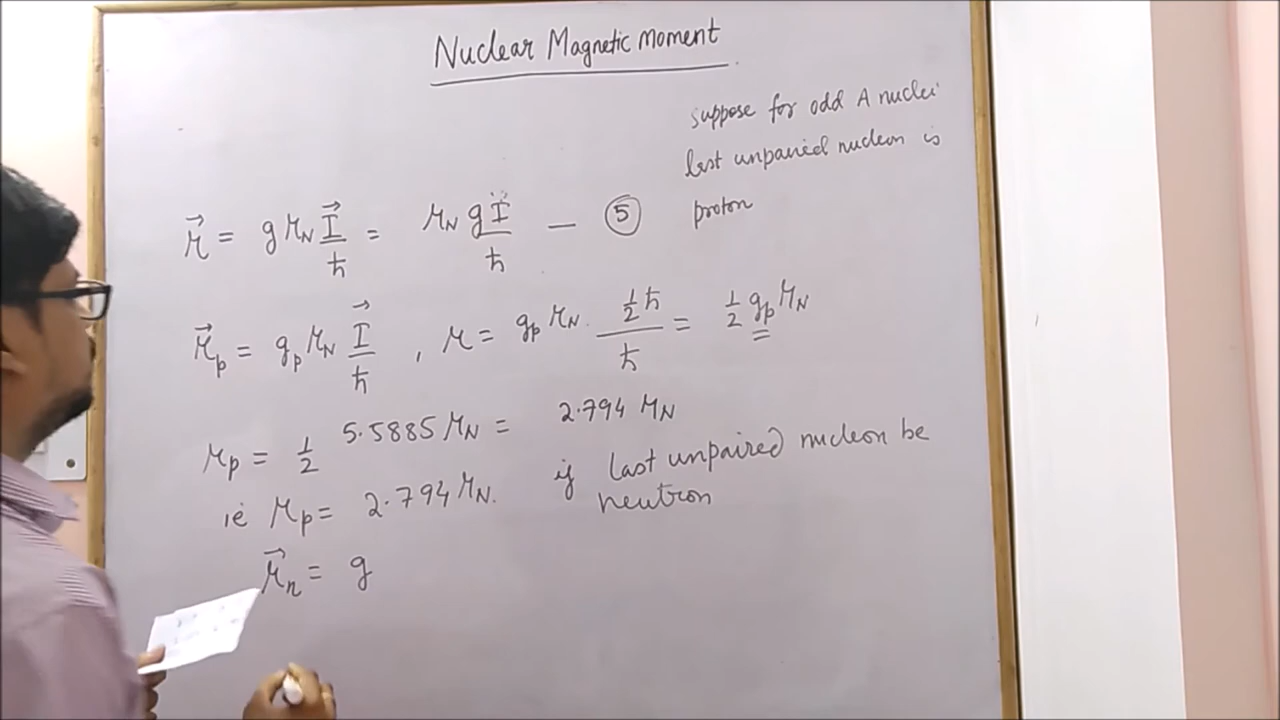 Nuclear Magnetic Moment
suppose for odd A nuclei
last unpaired nucleon is
proton
μ⃗ = g μN I⃗/ħ = μN g I⃗/ħ — ⑤
μ⃗p = gp μN I⃗/ħ , μ = gp μN. ½ħ/ħ = ½ gp μN
μp = ½ 5.5885 μN = 2.794 μN
ie μp = 2.794 μN. if last unpaired nucleon be
neutron
μ⃗n = g